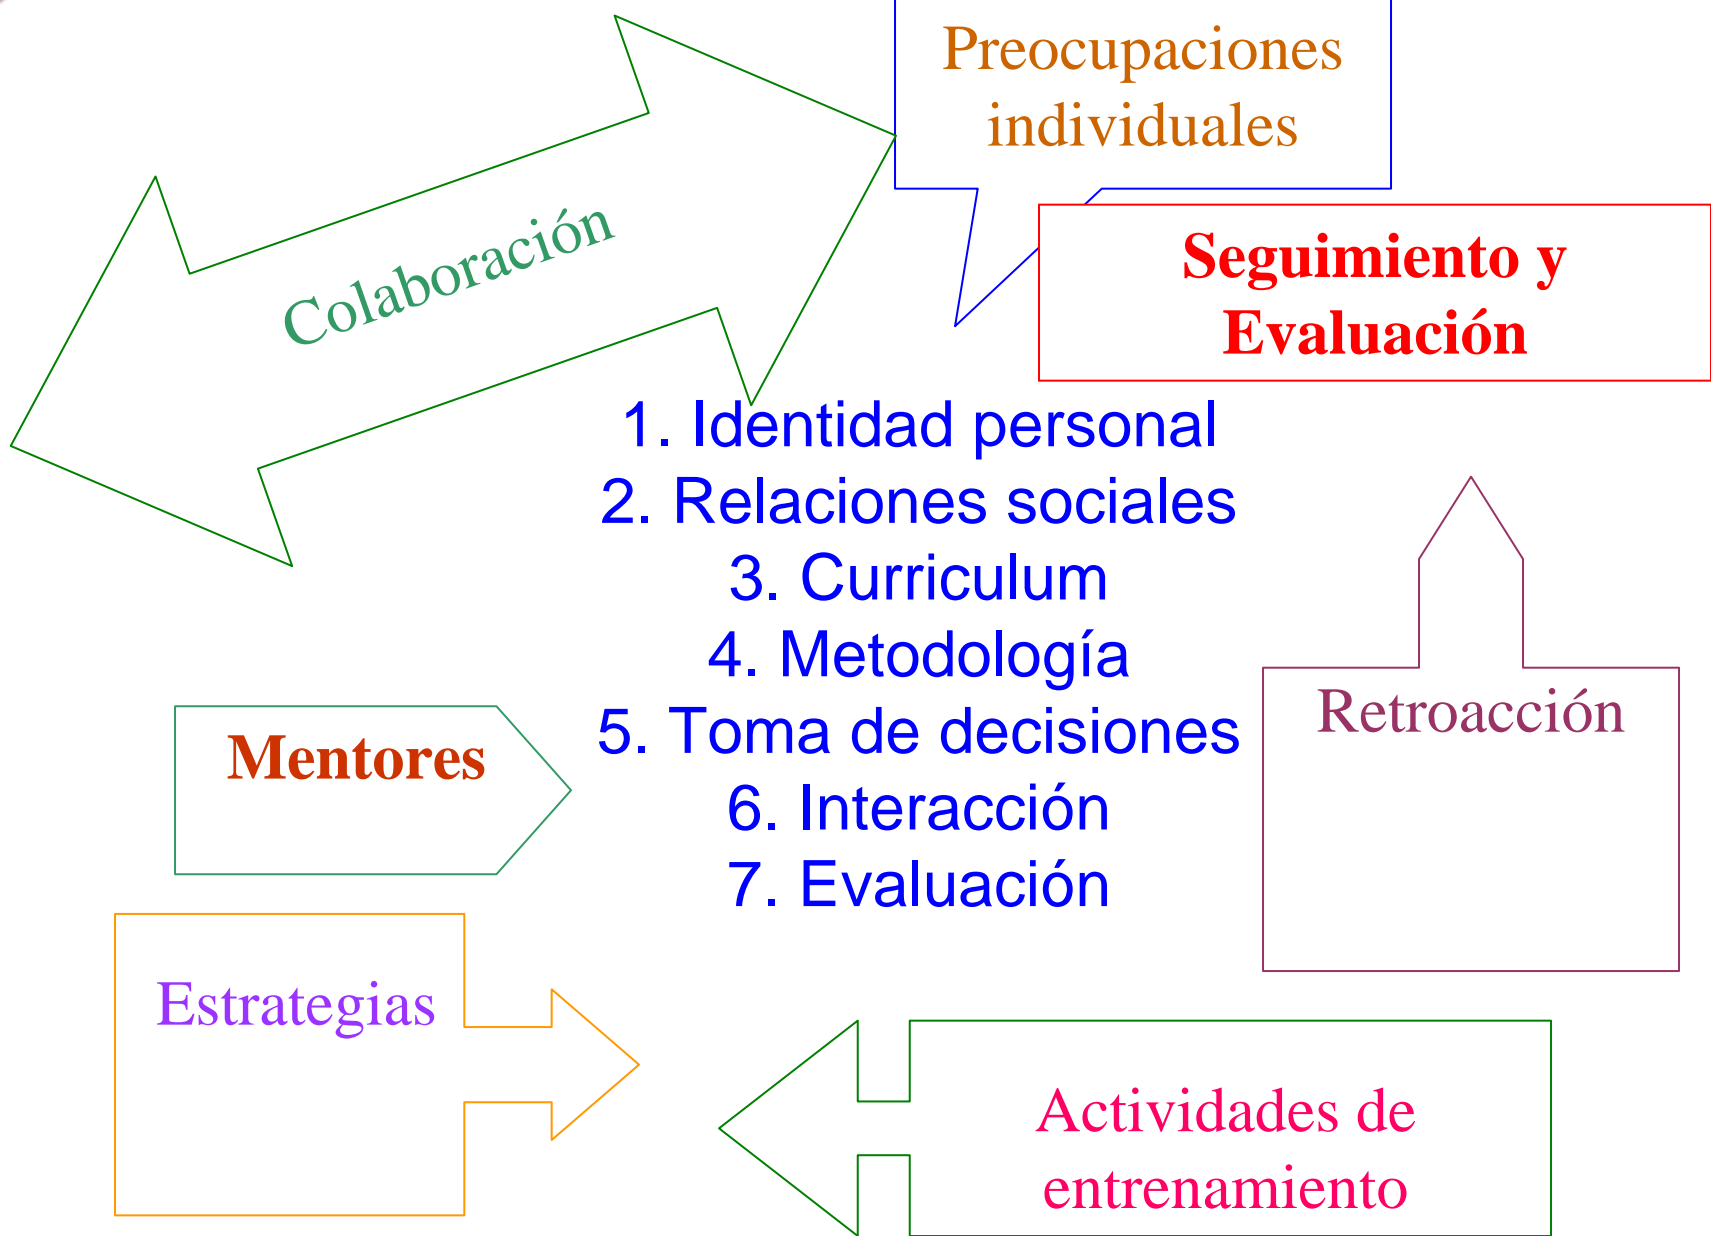 Preocupaciones
individuales
Colaboración
Seguimiento y
Evaluación
1. Identidad personal
2. Relaciones sociales
3. Curriculum
4. Metodología
5. Toma de decisiones
6. Interacción
7. Evaluación
Retroacción
Mentores
Estrategias
Actividades de
entrenamiento